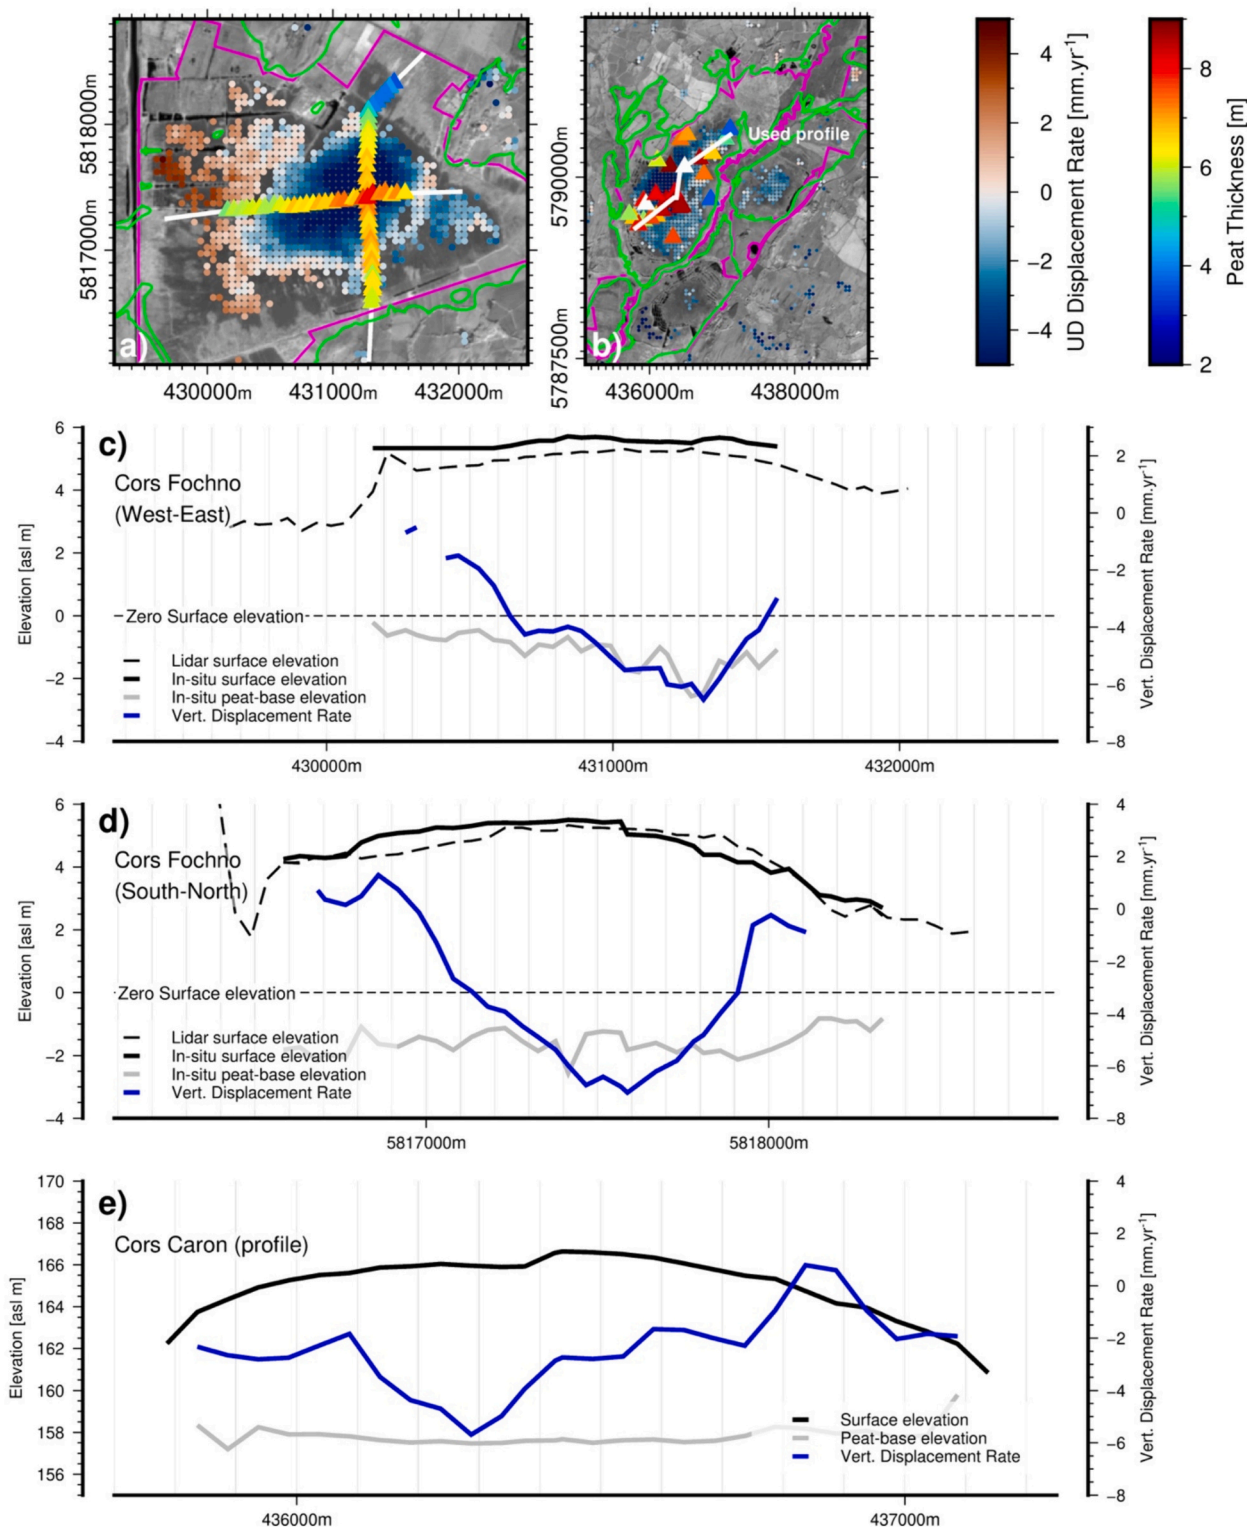 5818000m
5817000m
a)
430000m
431000m
432000m
5790000m
5787500m
Used profile
b)
436000m
438000m
4
2
0
−2
−4
UD Displacement Rate [mm.yr⁻¹]
8
6
4
2
Peat Thickness [m]
c)
Cors Fochno
(West-East)
Zero Surface elevation
Lidar surface elevation
In-situ surface elevation
In-situ peat-base elevation
Vert. Displacement Rate
6
4
2
0
−2
−4
Elevation [asl m]
2
0
−2
−4
−6
−8
Vert. Displacement Rate [mm.yr⁻¹]
430000m
431000m
432000m
d)
Cors Fochno
(South-North)
Zero Surface elevation
Lidar surface elevation
In-situ surface elevation
In-situ peat-base elevation
Vert. Displacement Rate
6
4
2
0
−2
−4
Elevation [asl m]
4
2
0
−2
−4
−6
−8
Vert. Displacement Rate [mm.yr⁻¹]
5817000m
5818000m
e)
Cors Caron (profile)
170
168
166
164
162
160
158
156
Elevation [asl m]
Surface elevation
Peat-base elevation
Vert. Displacement Rate
4
2
0
−2
−4
−6
−8
Vert. Displacement Rate [mm.yr⁻¹]
436000m
437000m